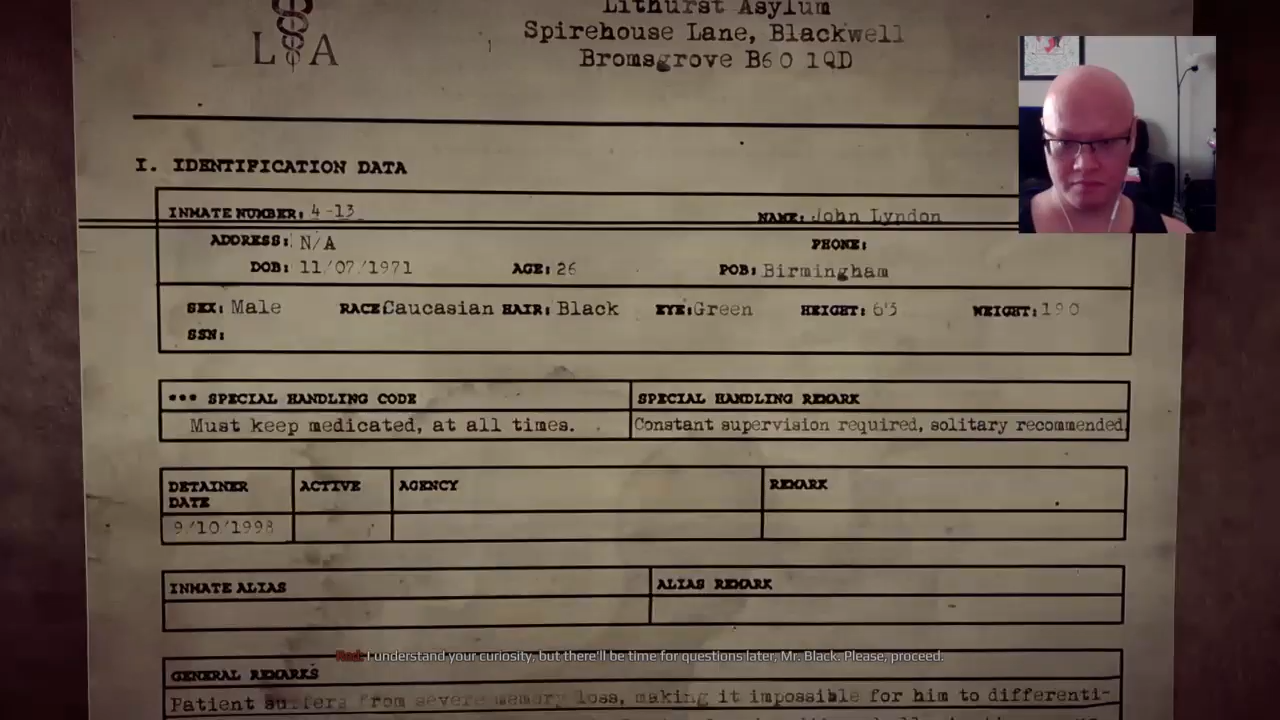 L A
Lithurst Asylum
Spirehouse Lane, Blackwell
Bromsgrove B60 1QD
I. IDENTIFICATION DATA
INMATE NUMBER: 4-13 NAME: John Lyndon
ADDRESS: N/A PHONE:
DOB: 11/07/1971 AGE: 26 POB: Birmingham
SEX: Male RACE Caucasian HAIR: Black EYE: Green HEIGHT: 6'3 WEIGHT: 190
SSN:
*** SPECIAL HANDLING CODE SPECIAL HANDLING REMARK
Must keep medicated, at all times. Constant supervision required, solitary recommended.
DETAINER DATE ACTIVE AGENCY REMARK
9/10/1998
INMATE ALIAS ALIAS REMARK
Red: I understand your curiosity, but there'll be time for questions later, Mr. Black. Please, proceed.
GENERAL REMARKS
Patient suffers from severe memory loss, making it impossible for him to differenti-